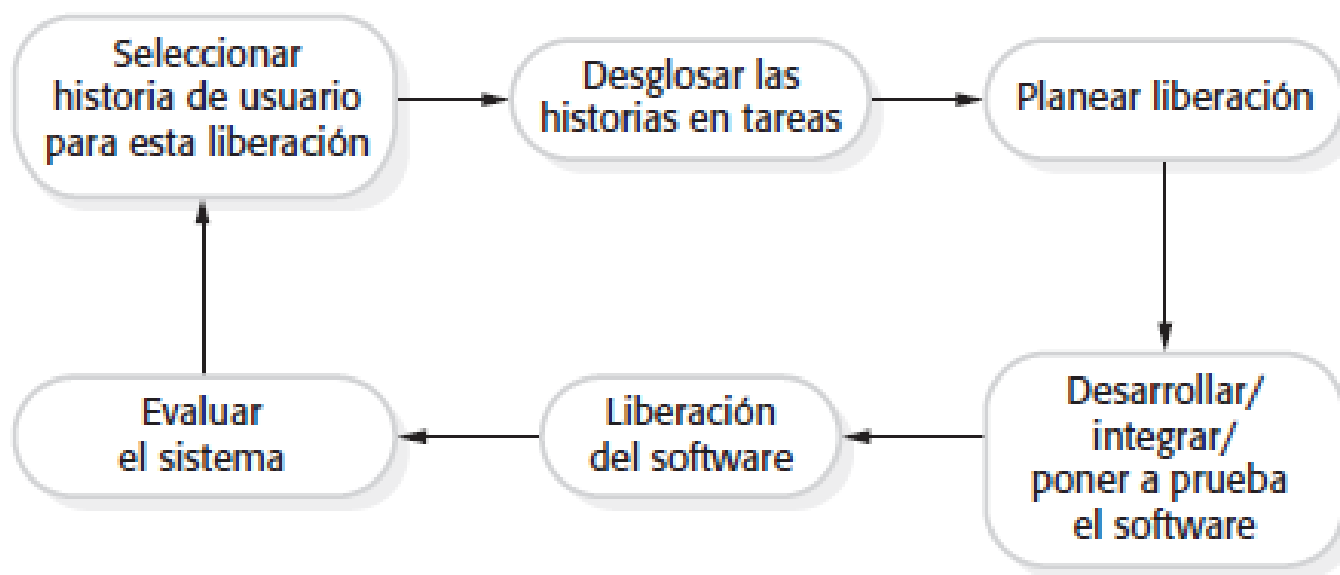 Seleccionar
historia de usuario
para esta liberación
Desglosar las
historias en tareas
Planear liberación
Desarrollar/
integrar/
poner a prueba
el software
Liberación
del software
Evaluar
el sistema